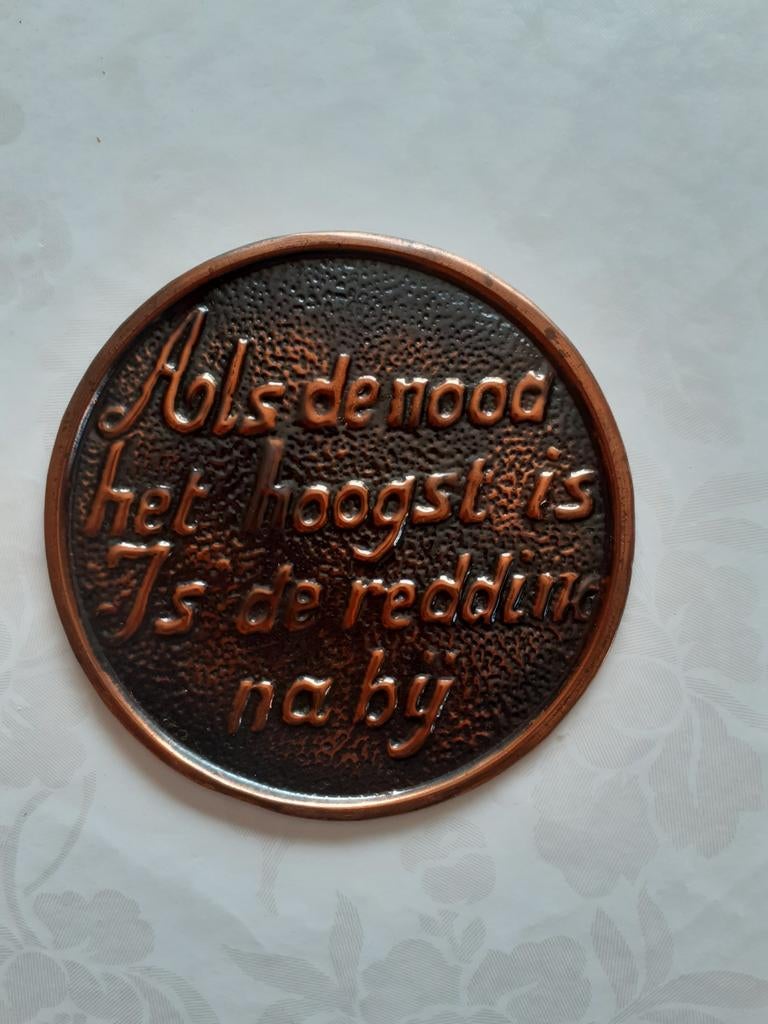 Als de nood
het hoogst is
Is de redding
na bij